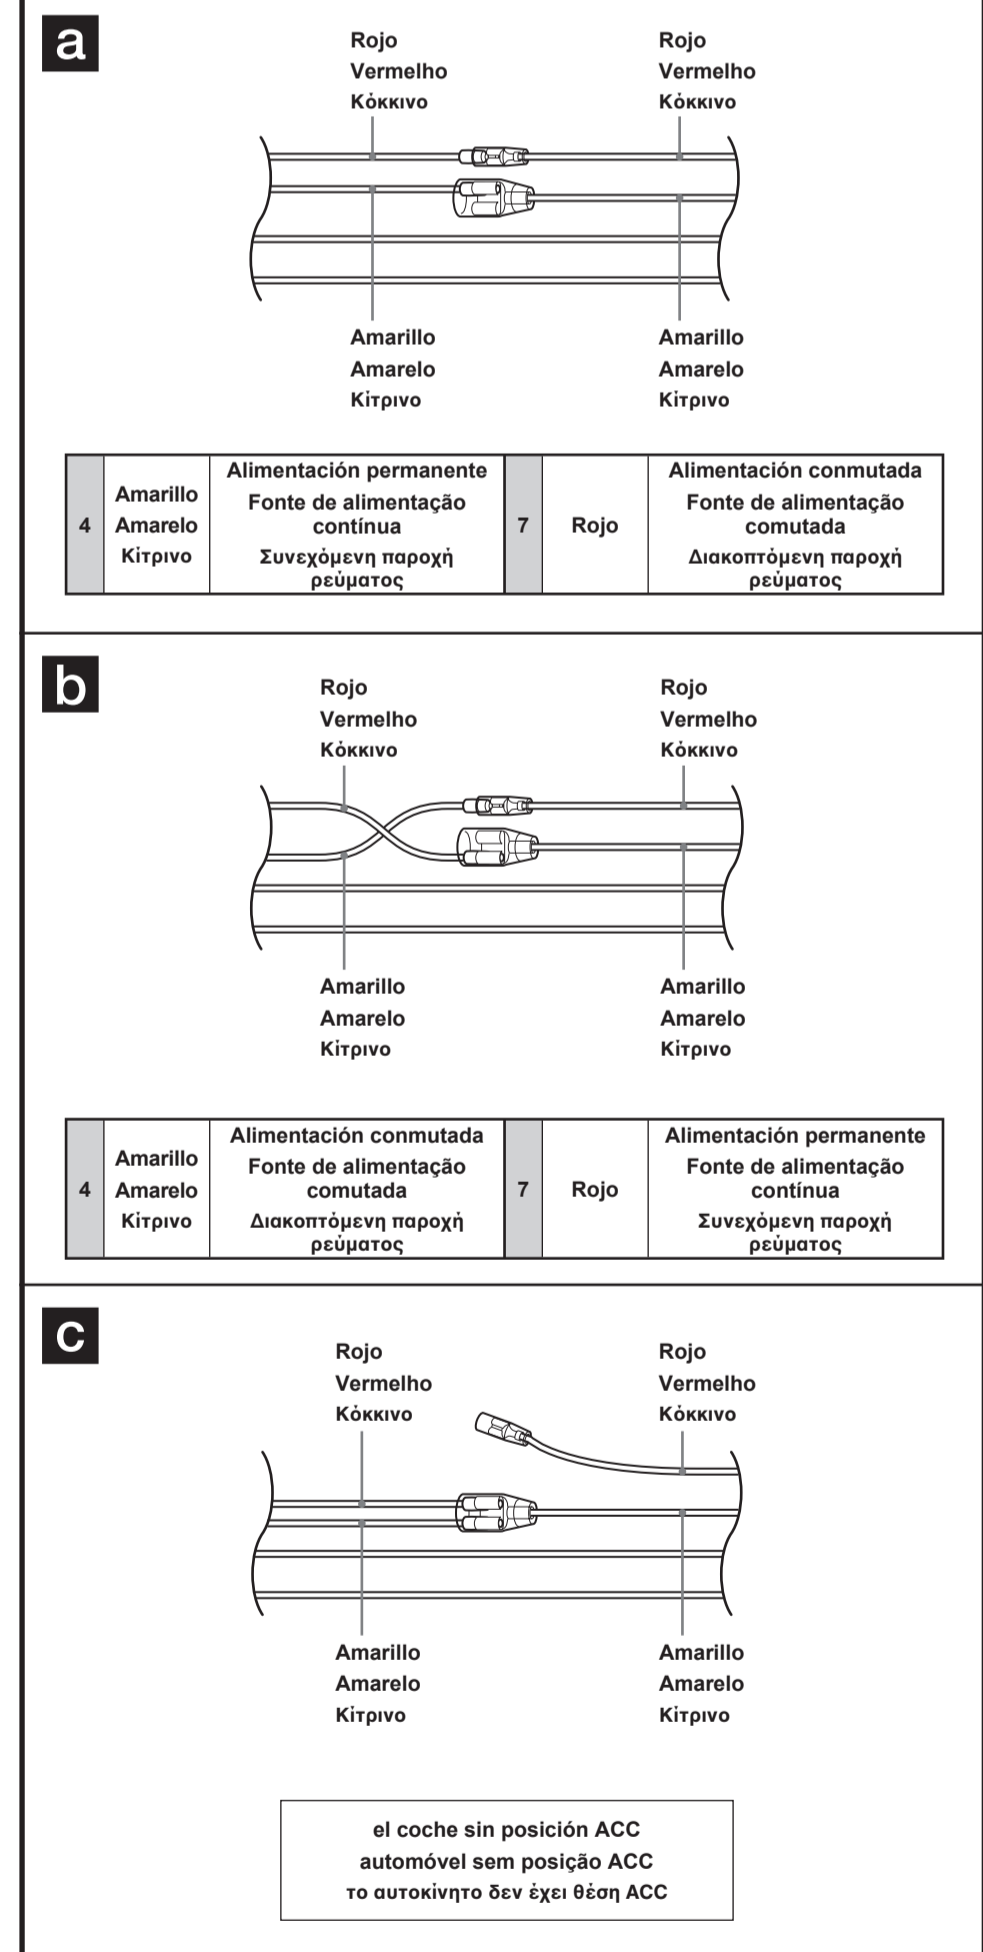 a
Rojo
Vermelho
Κόκκινο
Rojo
Vermelho
Κόκκινο
Amarillo
Amarelo
Κίτρινο
Amarillo
Amarelo
Κίτρινο
4
Amarillo
Amarelo
Κίτρινο
Alimentación permanente
Fonte de alimentação
contínua
Συνεχόμενη παροχή
ρεύματος
7
Rojo
Alimentación conmutada
Fonte de alimentação
comutada
Διακοπτόμενη παροχή
ρεύματος
b
Rojo
Vermelho
Κόκκινο
Rojo
Vermelho
Κόκκινο
Amarillo
Amarelo
Κίτρινο
Amarillo
Amarelo
Κίτρινο
4
Amarillo
Amarelo
Κίτρινο
Alimentación conmutada
Fonte de alimentação
comutada
Διακοπτόμενη παροχή
ρεύματος
7
Rojo
Alimentación permanente
Fonte de alimentação
contínua
Συνεχόμενη παροχή
ρεύματος
c
Rojo
Vermelho
Κόκκινο
Rojo
Vermelho
Κόκκινο
Amarillo
Amarelo
Κίτρινο
Amarillo
Amarelo
Κίτρινο
el coche sin posición ACC
automóvel sem posição ACC
το αυτοκίνητο δεν έχει θέση ACC